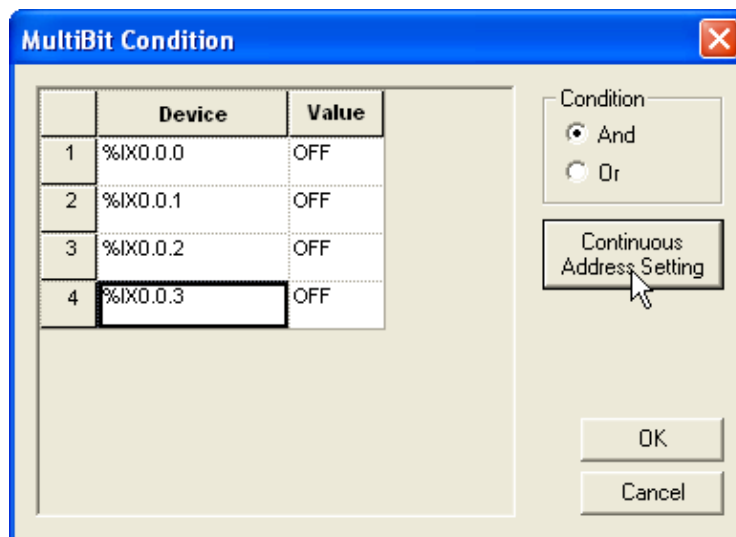 MultiBit Condition
Device Value
1 %IX0.0.0 OFF
2 %IX0.0.1 OFF
3 %IX0.0.2 OFF
4 %IX0.0.3 OFF
Condition
And
Or
Continuous
Address Setting
OK
Cancel